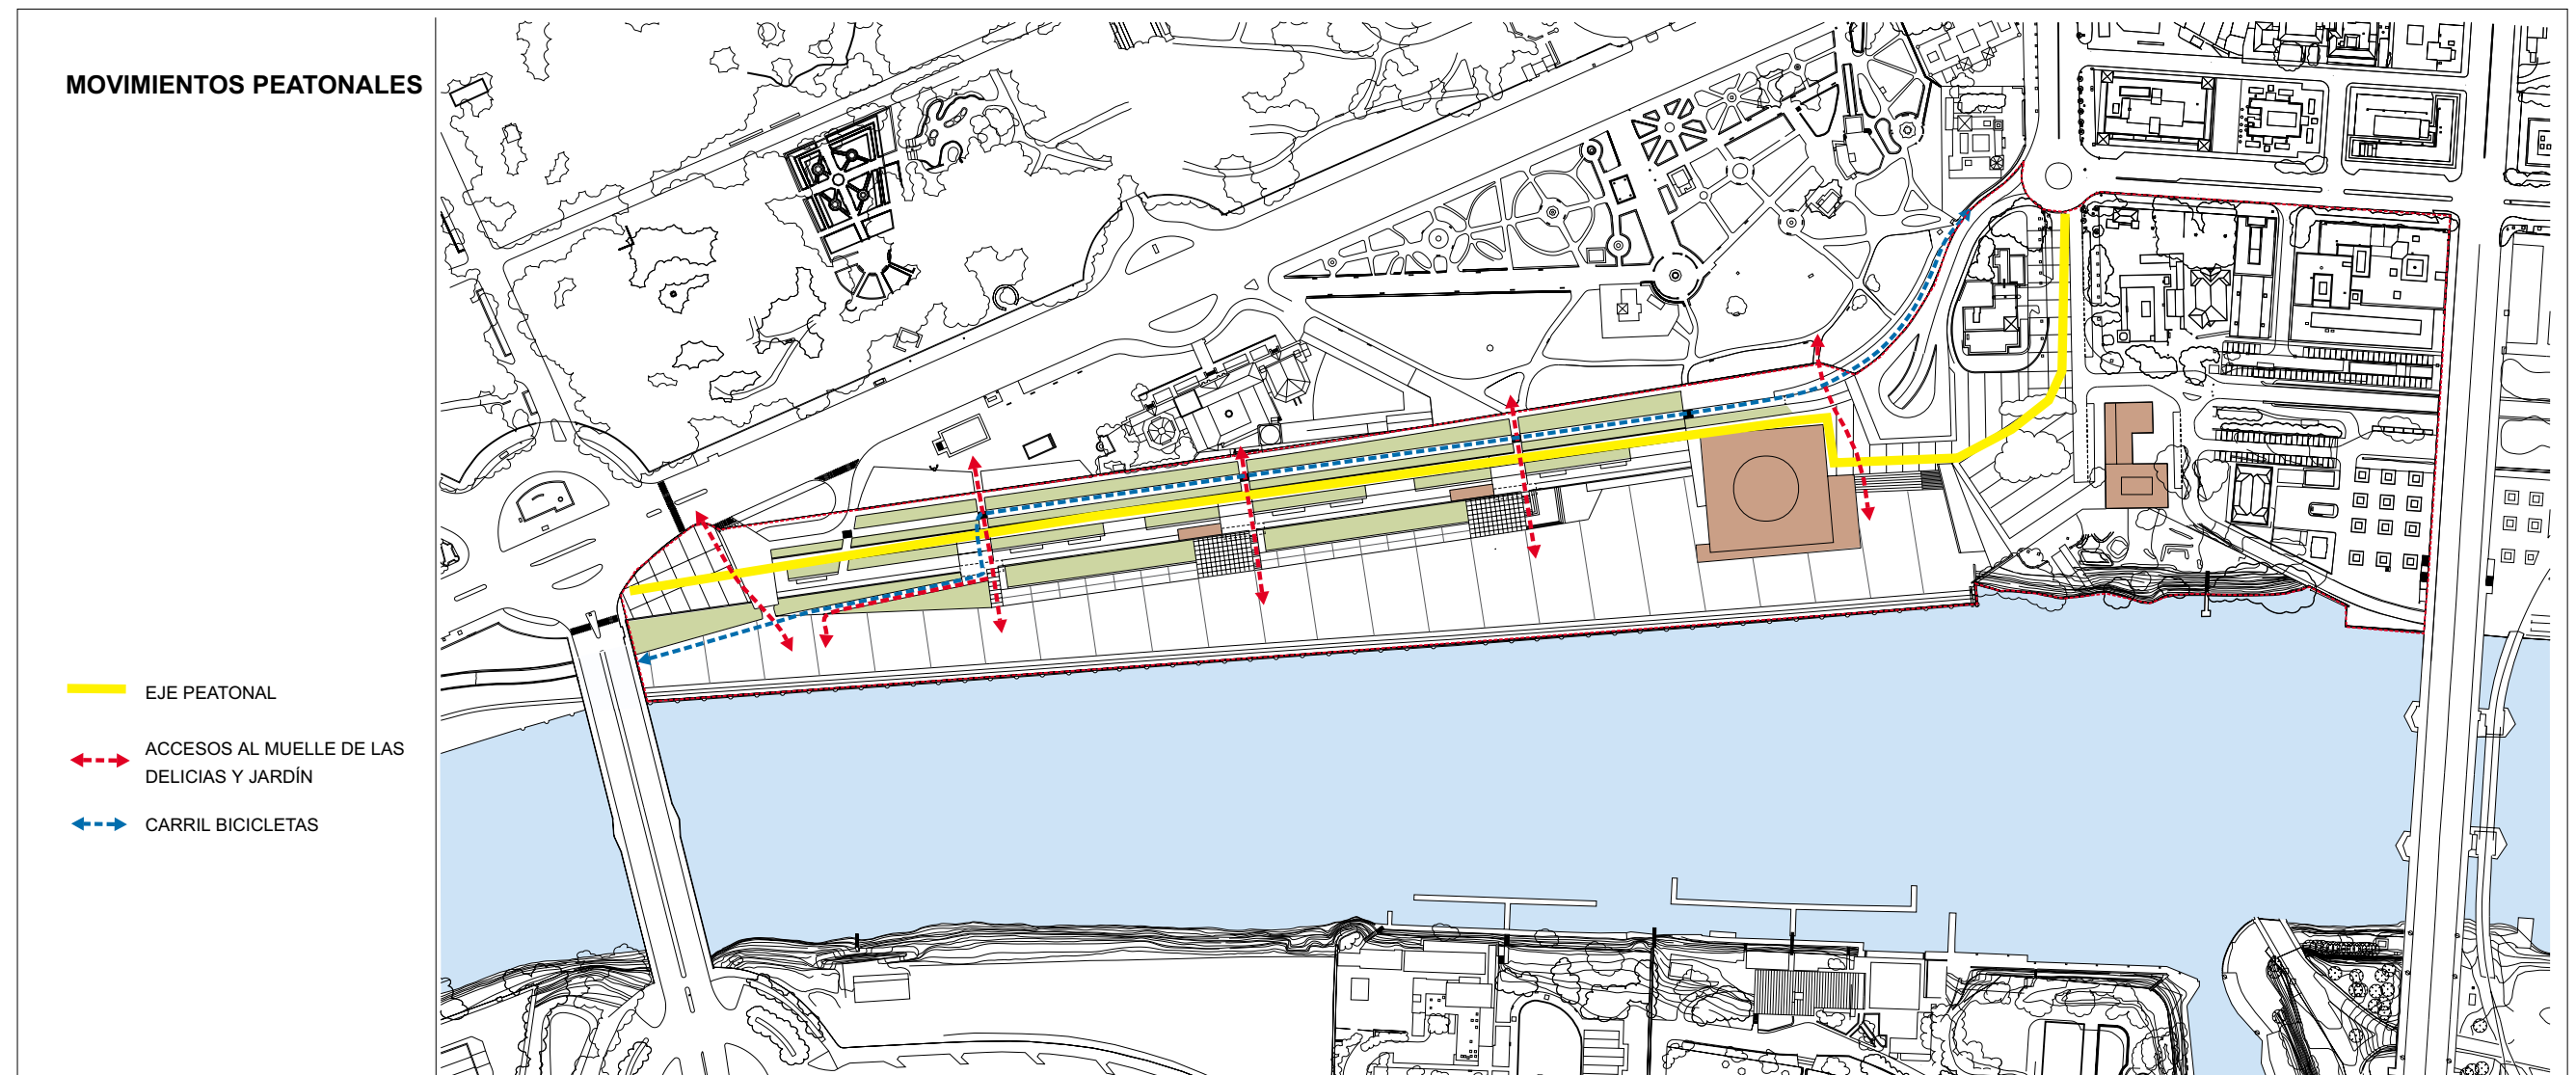 MOVIMIENTOS PEATONALES
EJE PEATONAL
ACCESOS AL MUELLE DE LAS
DELICIAS Y JARDÍN
CARRIL BICICLETAS